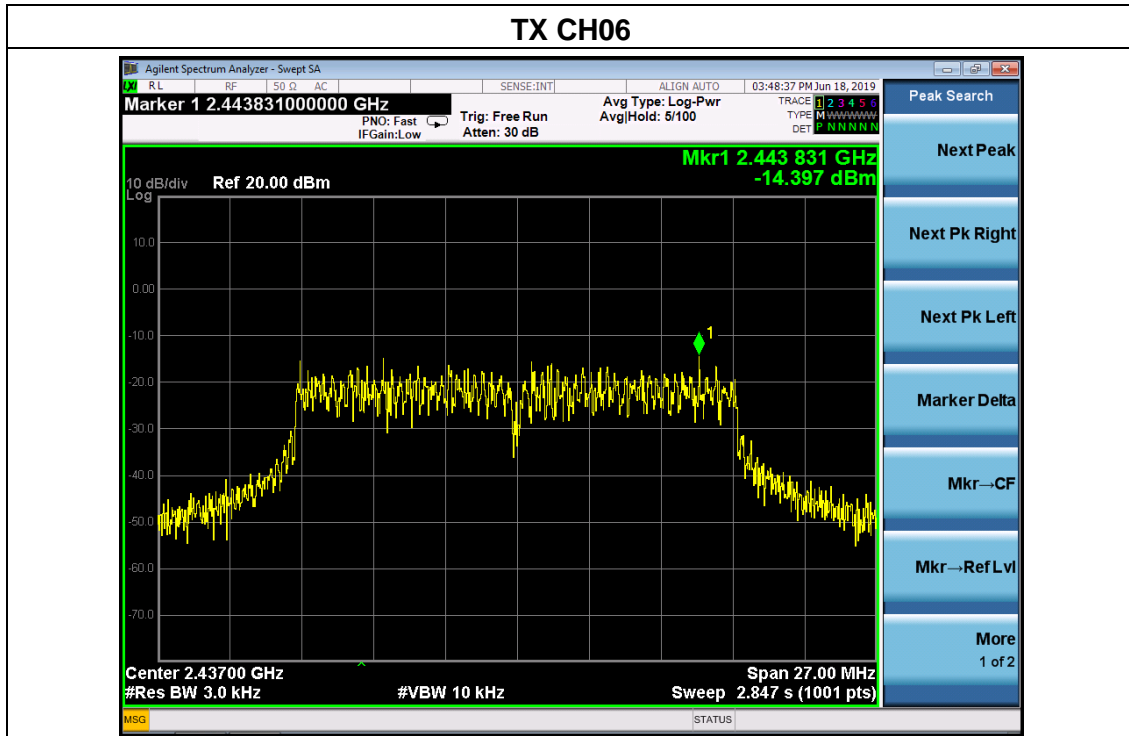 TX CH06
Agilent Spectrum Analyzer - Swept SA
LXI RL RF 50 Ω AC SENSE:INT ALIGN AUTO 03:48:37 PM Jun 18, 2019
Marker 1 2.443831000000 GHz
PNO: Fast
IFGain:Low
Trig: Free Run
Atten: 30 dB
Avg Type: Log-Pwr
Avg|Hold: 5/100
TRACE 1 2 3 4 5 6
TYPE M W W W W W
DET P N N N N N
Mkr1 2.443 831 GHz
-14.397 dBm
10 dB/div Ref 20.00 dBm
Log
10.0
0.00
-10.0
-20.0
-30.0
-40.0
-50.0
-60.0
-70.0
1
Center 2.43700 GHz Span 27.00 MHz
#Res BW 3.0 kHz #VBW 10 kHz Sweep 2.847 s (1001 pts)
MSG STATUS
Peak Search
Next Peak
Next Pk Right
Next Pk Left
Marker Delta
Mkr→CF
Mkr→Ref Lvl
More
1 of 2